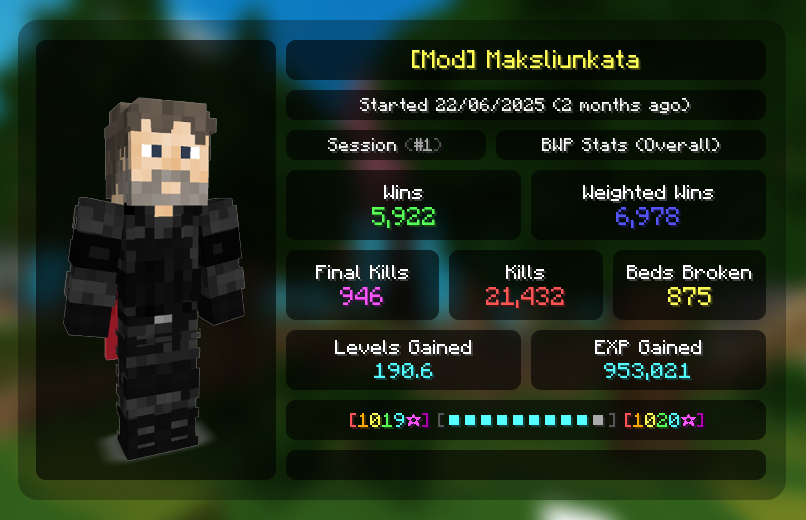 [Mod] Maksliunkata
Started 22/06/2025 (2 months ago)
Session (#1)
BWP Stats (Overall)
Wins
5,922
Weighted Wins
6,978
Final Kills
946
Kills
21,432
Beds Broken
875
Levels Gained
190.6
EXP Gained
953,021
[1019☆] [■■■■■■■■■■] [1020☆]